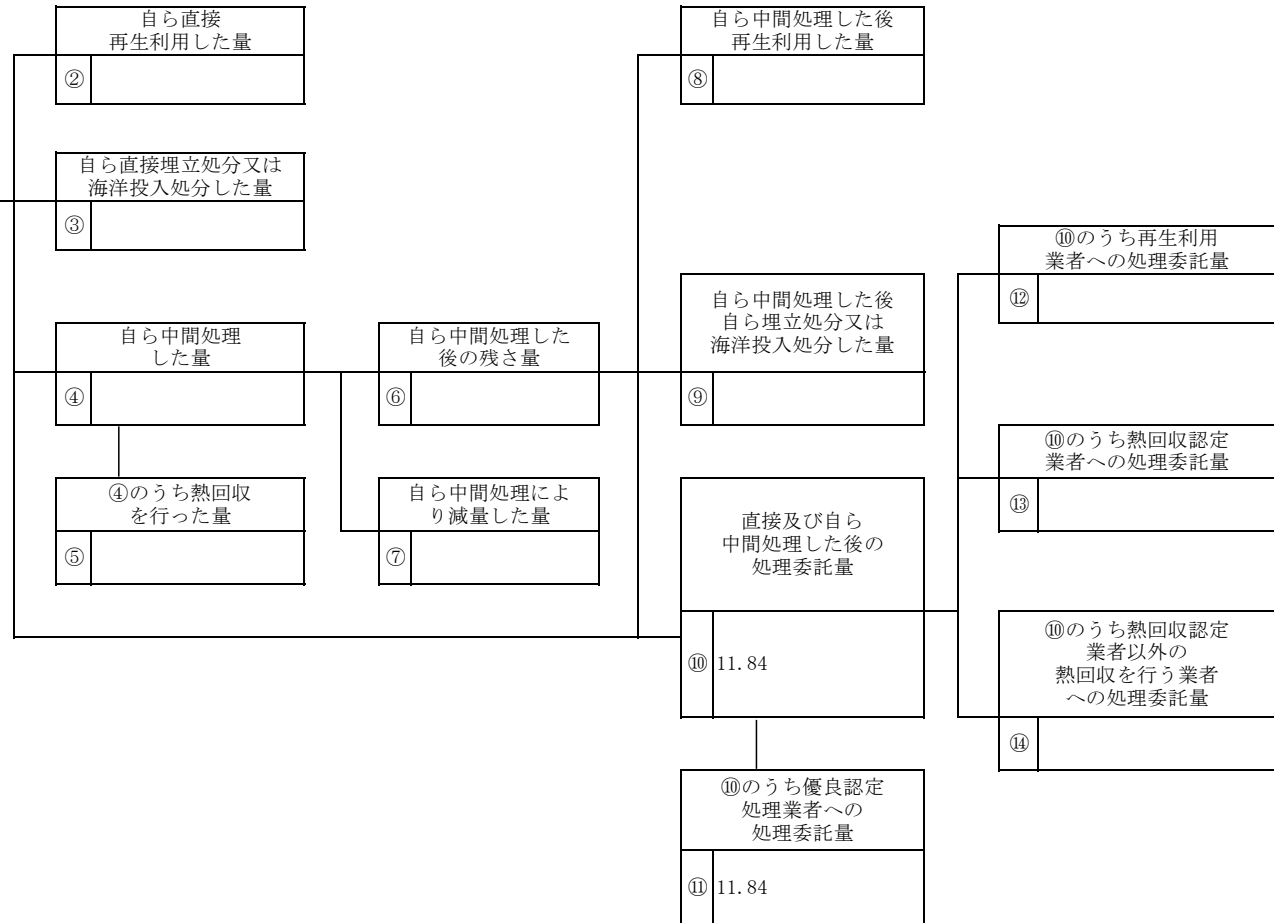 自ら直接
再生利用した量
②
自ら中間処理した後
再生利用した量
⑧
自ら直接埋立処分又は
海洋投入処分した量
③
⑩のうち再生利用
業者への処理委託量
⑫
自ら中間処理
した量
④
自ら中間処理した
後の残さ量
⑥
自ら中間処理した後
自ら埋立処分又は
海洋投入処分した量
⑨
⑩のうち熱回収認定
業者への処理委託量
⑬
④のうち熱回収
を行った量
⑤
自ら中間処理によ
り減量した量
⑦
直接及び自ら
中間処理した後の
処理委託量
⑩ 11.84
⑩のうち熱回収認定
業者以外の
熱回収を行う業者
への処理委託量
⑭
⑩のうち優良認定
処理業者への
処理委託量
⑪ 11.84